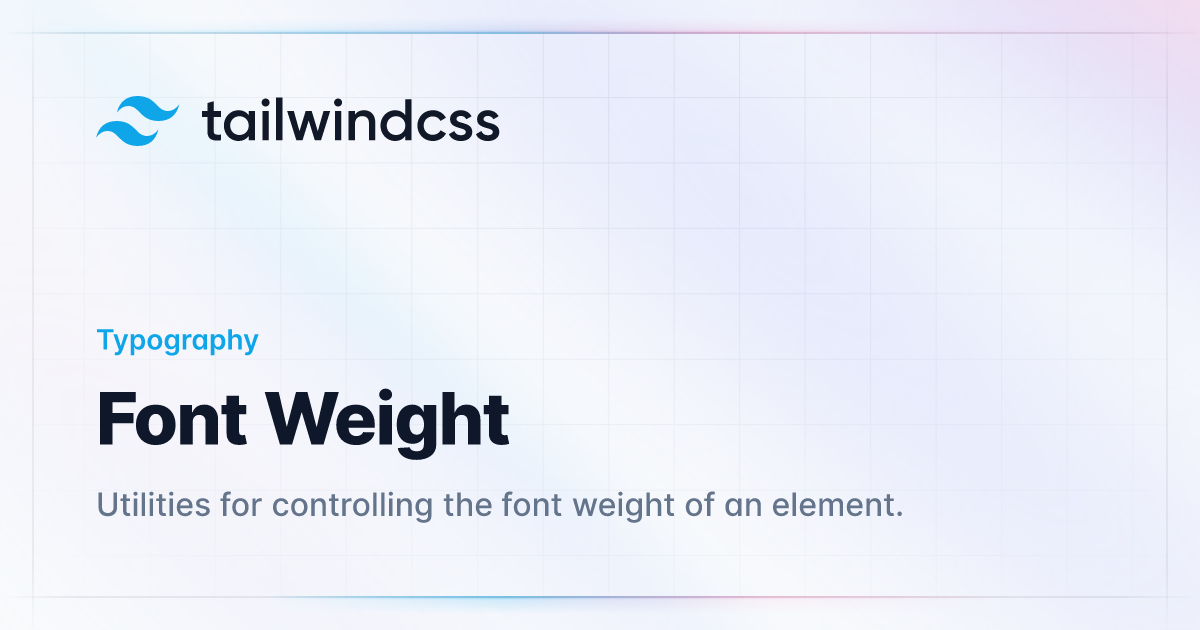 tailwindcss
Typography
Font Weight
Utilities for controlling the font weight of an element.